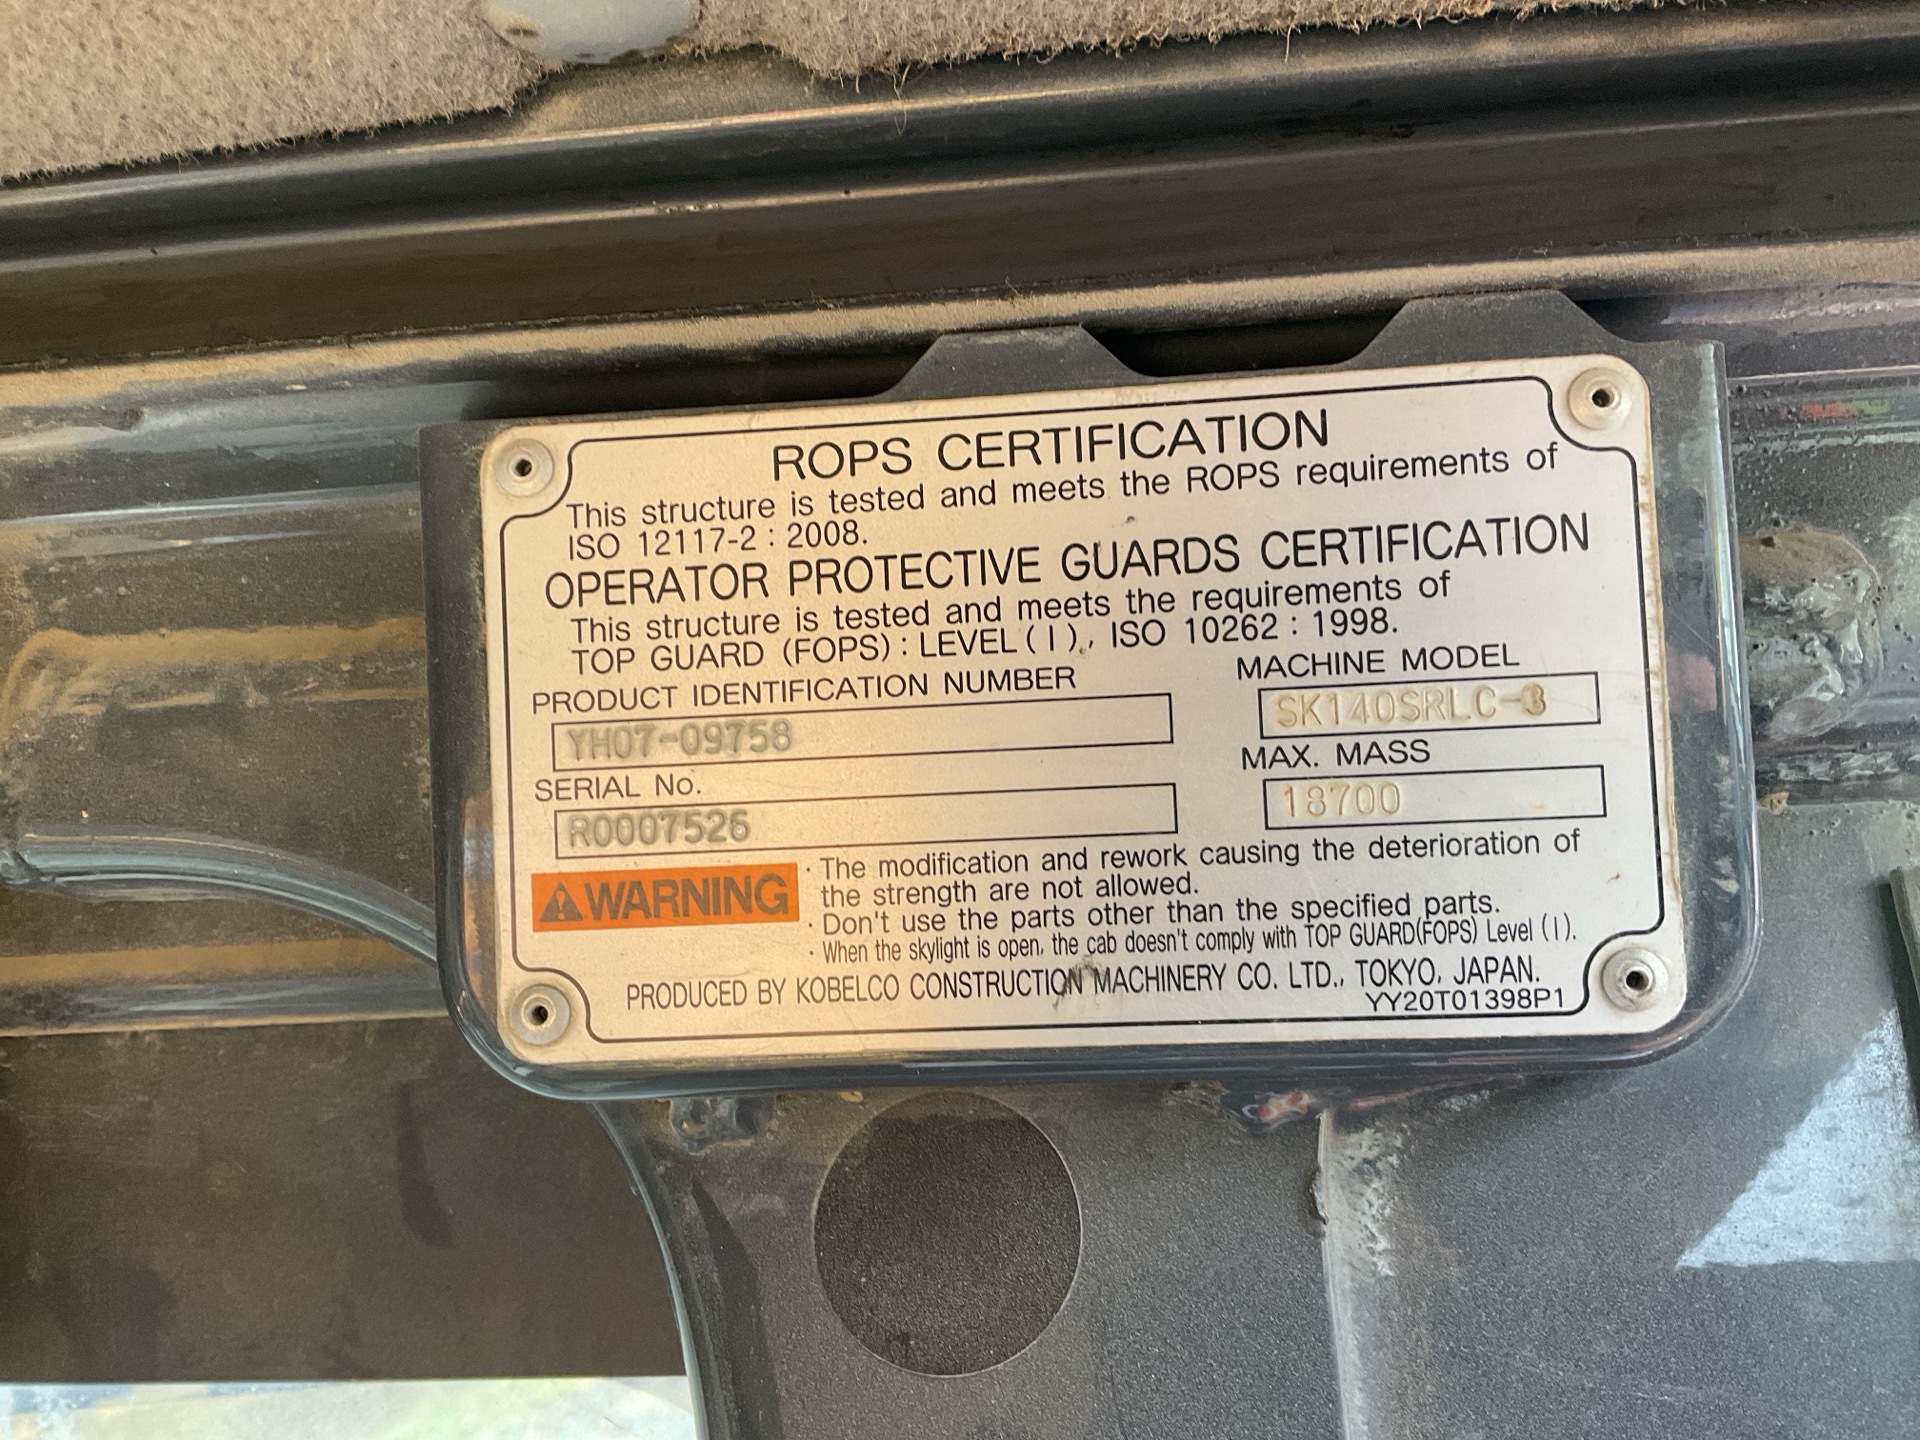 ROPS CERTIFICATION
This structure is tested and meets the ROPS requirements of
ISO 12117-2 : 2008.
OPERATOR PROTECTIVE GUARDS CERTIFICATION
This structure is tested and meets the requirements of
TOP GUARD (FOPS) : LEVEL (I), ISO 10262 : 1998.
PRODUCT IDENTIFICATION NUMBER
YH07-09758
MACHINE MODEL
SK140SRLC-3
SERIAL No.
R0007526
MAX. MASS
18700
⚠WARNING
· The modification and rework causing the deterioration of
the strength are not allowed.
· Don't use the parts other than the specified parts.
· When the skylight is open, the cab doesn't comply with TOP GUARD(FOPS) Level (I).
PRODUCED BY KOBELCO CONSTRUCTION MACHINERY CO. LTD., TOKYO, JAPAN.
YY20T01398P1